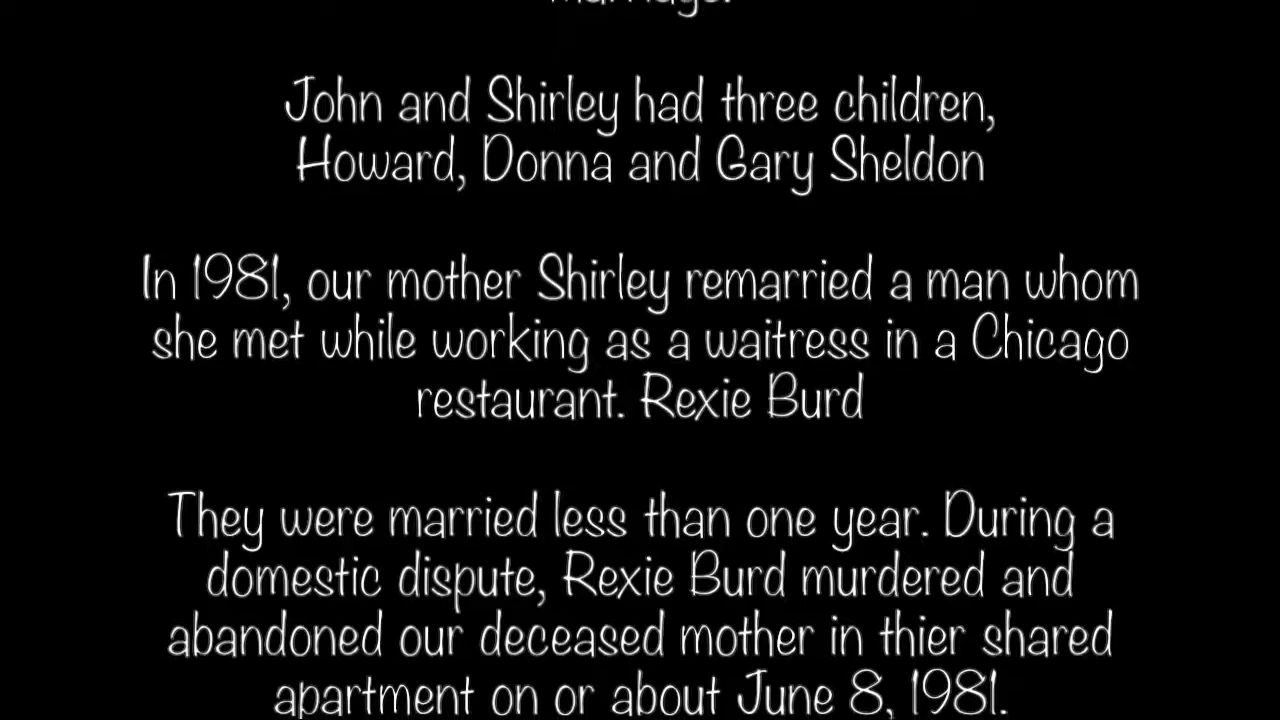 marriage.
John and Shirley had three children,
Howard, Donna and Gary Sheldon
In 1981, our mother Shirley remarried a man whom
she met while working as a waitress in a Chicago
restaurant. Rexie Burd
They were married less than one year. During a
domestic dispute, Rexie Burd murdered and
abandoned our deceased mother in thier shared
apartment on or about June 8, 1981.